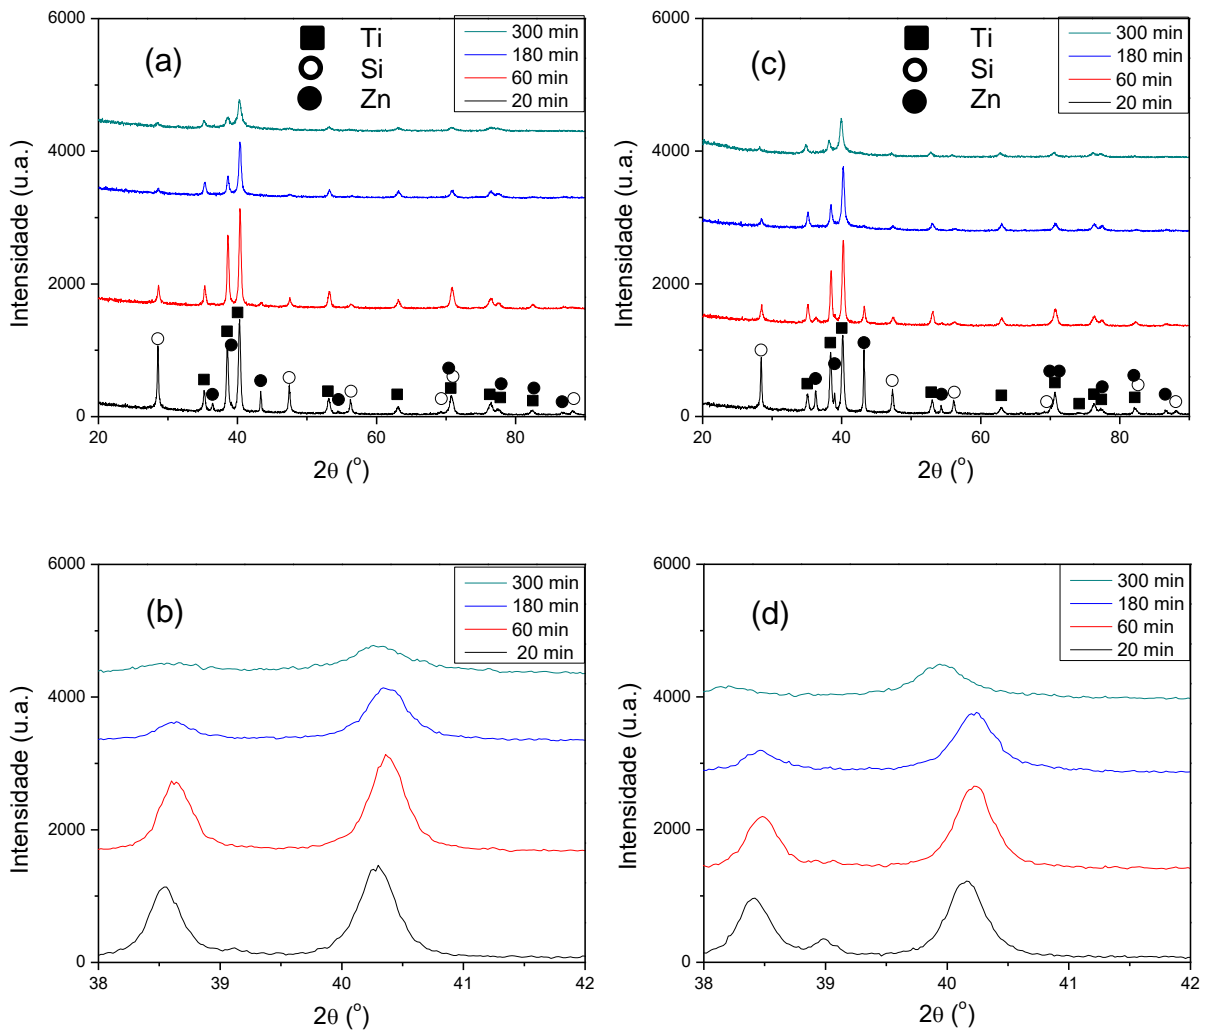 (a)
Ti
Si
Zn
300 min
180 min
60 min
20 min
6000
4000
2000
0
Intensidade (u.a.)
20
40
60
80
2θ (º)
(c)
Ti
Si
Zn
300 min
180 min
60 min
20 min
6000
4000
2000
0
Intensidade (u.a.)
20
40
60
80
2θ (º)
(b)
300 min
180 min
60 min
20 min
6000
4000
2000
0
Intensidade (u.a.)
38
39
40
41
42
2θ (º)
(d)
300 min
180 min
60 min
20 min
6000
4000
2000
0
Intensidade (u.a.)
38
39
40
41
42
2θ (º)